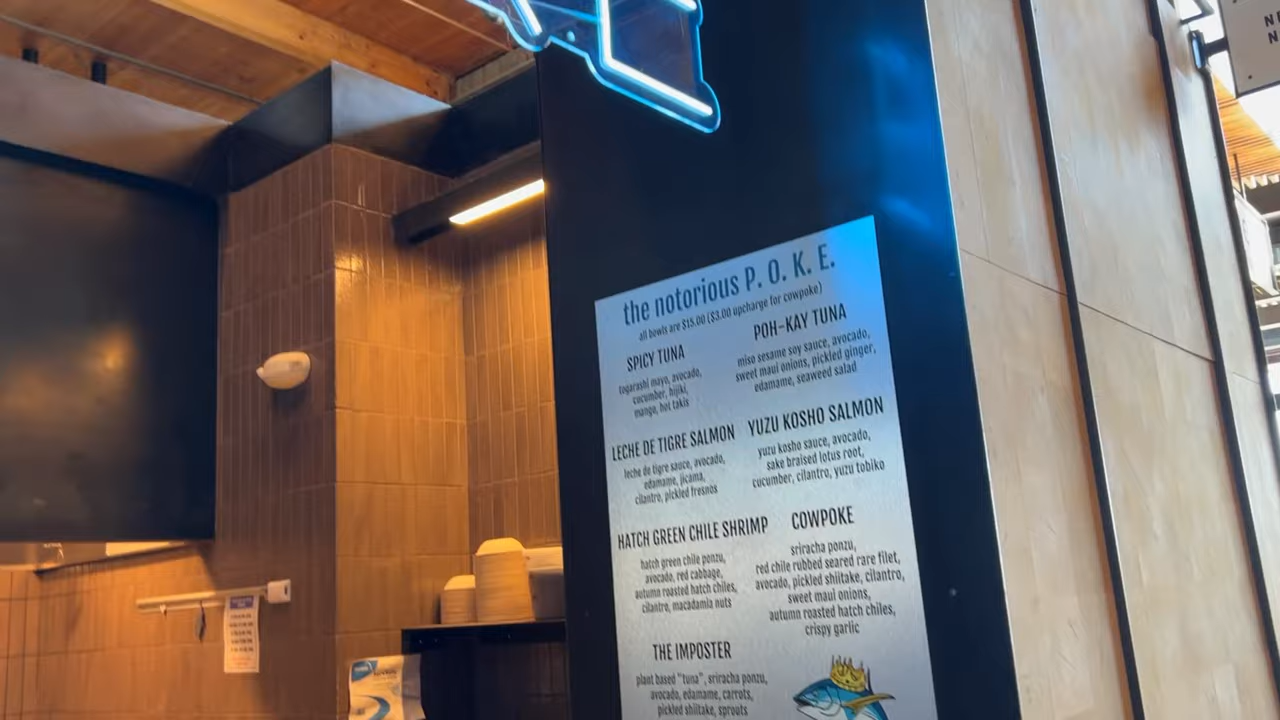 the notorious P. O. K. E.
all bowls are $15.00 ($3.00 upcharge for cowpoke)
SPICY TUNA
togarashi mayo, avocado,
cucumber, hijiki,
mango, hot takis
POH-KAY TUNA
miso sesame soy sauce, avocado,
sweet maui onions, pickled ginger,
edamame, seaweed salad
LECHE DE TIGRE SALMON
leche de tigre sauce, avocado,
edamame, jicama,
cilantro, pickled fresnos
YUZU KOSHO SALMON
yuzu kosho sauce, avocado,
sake braised lotus root,
cucumber, cilantro, yuzu tobiko
HATCH GREEN CHILE SHRIMP
hatch green chile ponzu,
avocado, red cabbage,
autumn roasted hatch chiles,
cilantro, macadamia nuts
COWPOKE
sriracha ponzu,
red chile rubbed seared rare filet,
avocado, pickled shiitake, cilantro,
sweet maui onions,
autumn roasted hatch chiles,
crispy garlic
THE IMPOSTER
plant based "tuna", sriracha ponzu,
avocado, edamame, carrots,
pickled shiitake, sprouts